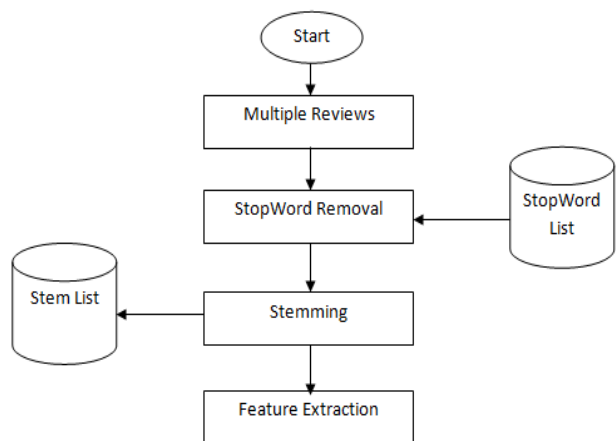 Start
Multiple Reviews
StopWord Removal
StopWord
List
Stem List
Stemming
Feature Extraction